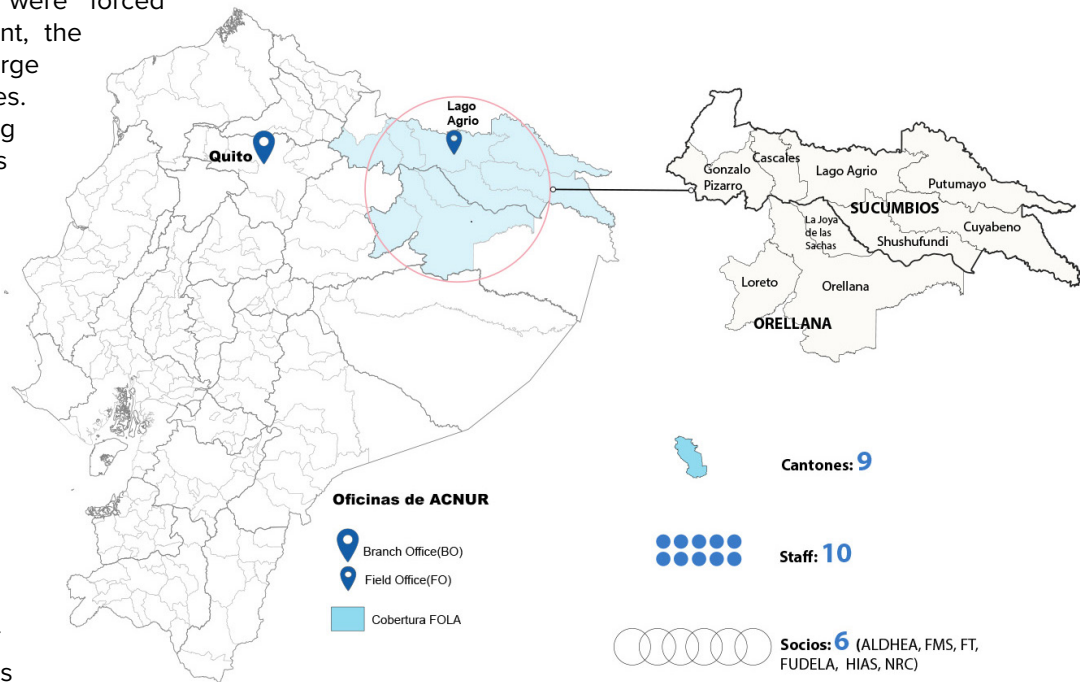 were forced
nt, the
rge
es.
g
s
s
Quito
Lago
Agrio
Gonzalo
Pizarro
Cascales
Lago Agrio
Putumayo
SUCUMBIOS
Cuyabeno
La Joya
de las
Sachas
Shushufundi
Loreto
Orellana
ORELLANA
Oficinas de ACNUR
Branch Office(BO)
Field Office(FO)
Cobertura FOLA
Cantones: 9
Staff: 10
Socios: 6 (ALDHEA, FMS, FT,
FUDELA, HIAS, NRC)